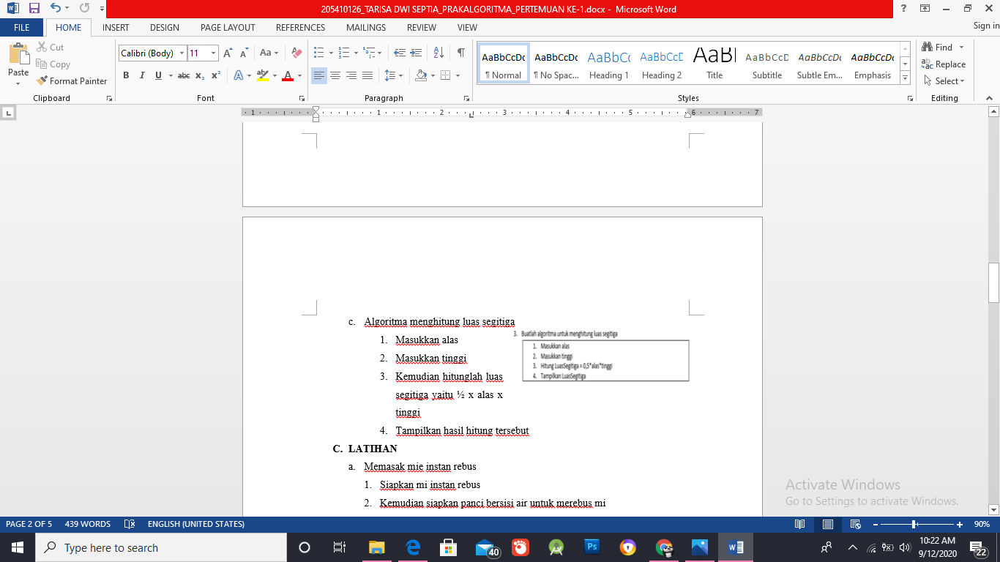 205410126_TARISA DWI SEPTIA_PRAKALGORITMA_PERTEMUAN KE-1.docx - Microsoft Word
FILE HOME INSERT DESIGN PAGE LAYOUT REFERENCES MAILINGS REVIEW VIEW Sign in
Paste
Cut
Copy
Format Painter
Clipboard
Calibri (Body) 11
Font
Paragraph
AaBbCcDc AaBbCcDc AaBbCc AaBbCcD AaBl AaBbCcD AaBbCcDc AaBbCcDc
¶ Normal ¶ No Spac... Heading 1 Heading 2 Title Subtitle Subtle Em... Emphasis
Styles
Find
Replace
Select
Editing
1 1 2 3 4 5 6 7
c. Algoritma menghitung luas segitiga
1. Masukkan alas
2. Masukkan tinggi
3. Kemudian hitunglah luas
segitiga yaitu ½ x alas x
tinggi
4. Tampilkan hasil hitung tersebut
3. Buatlah algoritma untuk menghitung luas segitiga
1. Masukkan alas
2. Masukkan tinggi
3. Hitung LuasSegitiga = 0,5*alas*tinggi
4. Tampilkan LuasSegitiga
C. LATIHAN
a. Memasak mie instan rebus
1. Siapkan mi instan rebus
2. Kemudian siapkan panci bersisi air untuk merebus mi
Activate Windows
Go to Settings to activate Windows.
PAGE 2 OF 5 439 WORDS ENGLISH (UNITED STATES) 90%
Type here to search
40
Ps
10:22 AM
9/12/2020
22